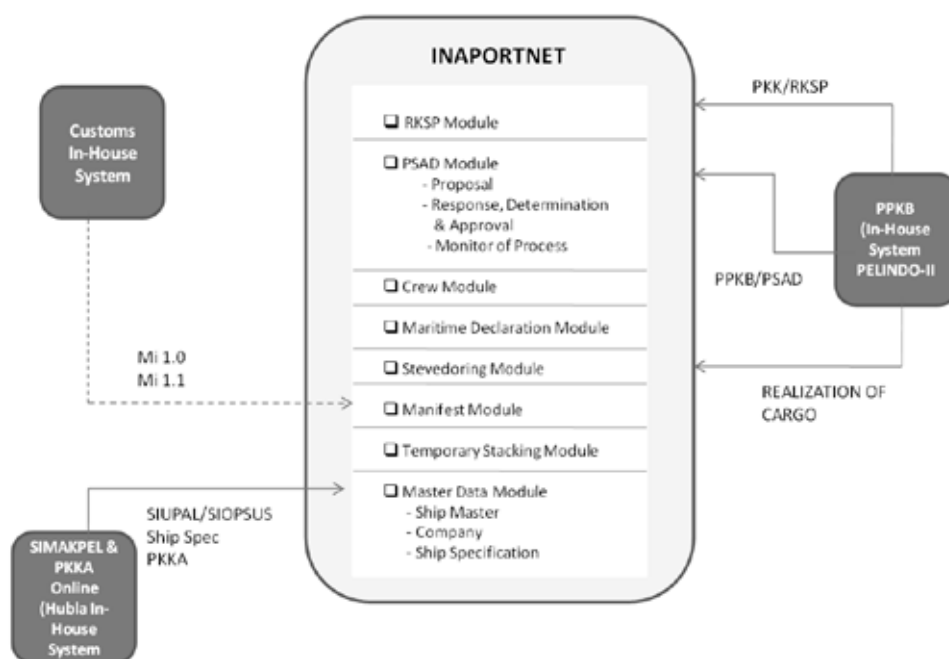 INAPORTNET
RKSP Module
PSAD Module
- Proposal
- Response, Determination
& Approval
- Monitor of Process
Crew Module
Maritime Declaration Module
Stevedoring Module
Manifest Module
Temporary Stacking Module
Master Data Module
- Ship Master
- Company
- Ship Specification
Customs
In-House
System
Mi 1.0
Mi 1.1
SIMAKPEL &
PKKA
Online
(Hubla In-
House
System
SIUPAL/SIOPSUS
Ship Spec
PKKA
PKK/RKSP
PPKB
(In-House
System
PELINDO-II
PPKB/PSAD
REALIZATION OF
CARGO